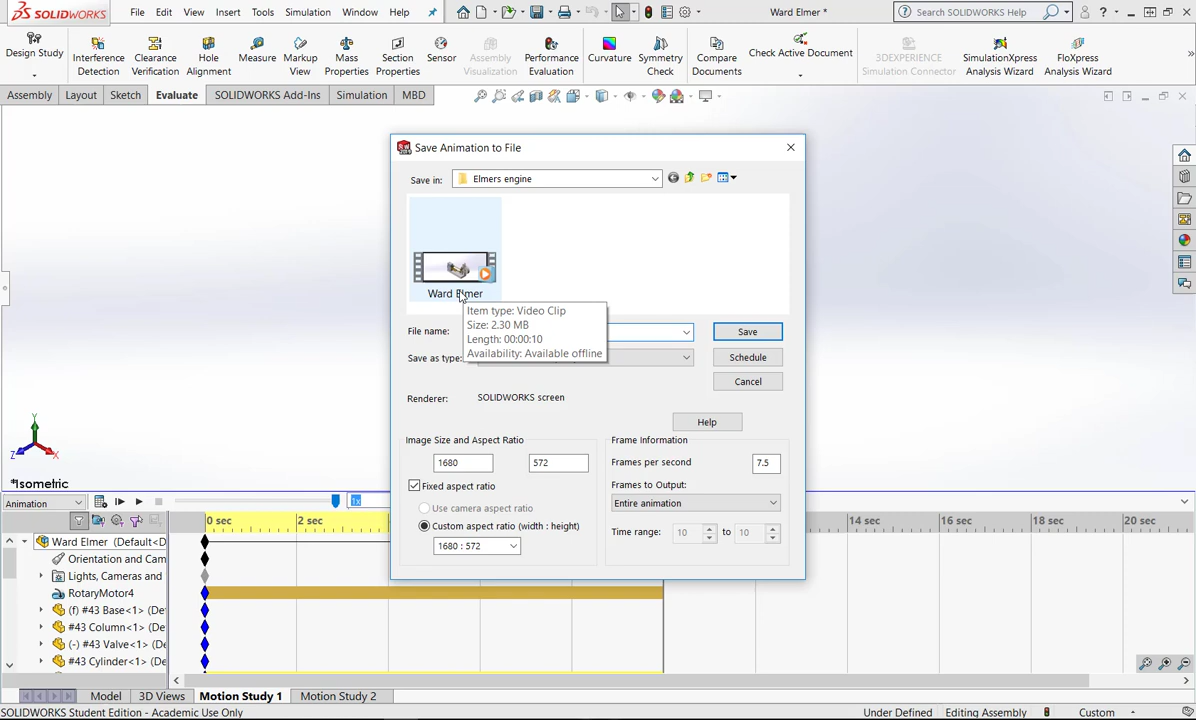 SOLIDWORKS File Edit View Insert Tools Simulation Window Help Ward Elmer * Search SOLIDWORKS Help
Design Study Interference Detection Clearance Verification Hole Alignment Measure Markup View Mass Properties Section Properties Sensor Assembly Visualization Performance Evaluation Curvature Symmetry Check Compare Documents Check Active Document 3DEXPERIENCE Simulation Connector SimulationXpress Analysis Wizard FloXpress Analysis Wizard
Assembly Layout Sketch Evaluate SOLIDWORKS Add-Ins Simulation MBD
Save Animation to File
Save in: Elmers engine
Ward Elmer
Item type: Video Clip
Size: 2.30 MB
Length: 00:00:10
Availability: Available offline
File name: Save
Save as type: Schedule
Cancel
Renderer: SOLIDWORKS screen
Help
Image Size and Aspect Ratio Frame Information
1680 572 Frames per second 7.5
Fixed aspect ratio Frames to Output:
Use camera aspect ratio Entire animation
Custom aspect ratio (width : height) Time range: 10 to 10
1680 : 572
Z Y X
*Isometric
Animation 1x
0 sec 2 sec 14 sec 16 sec 18 sec 20 sec
Ward Elmer (Default<D
Orientation and Cam
Lights, Cameras and
RotaryMotor4
(f) #43 Base<1> (De
#43 Column<1> (De
(-) #43 Valve<1> (De
#43 Cylinder<1> (De
Model 3D Views Motion Study 1 Motion Study 2
SOLIDWORKS Student Edition - Academic Use Only Under Defined Editing Assembly Custom